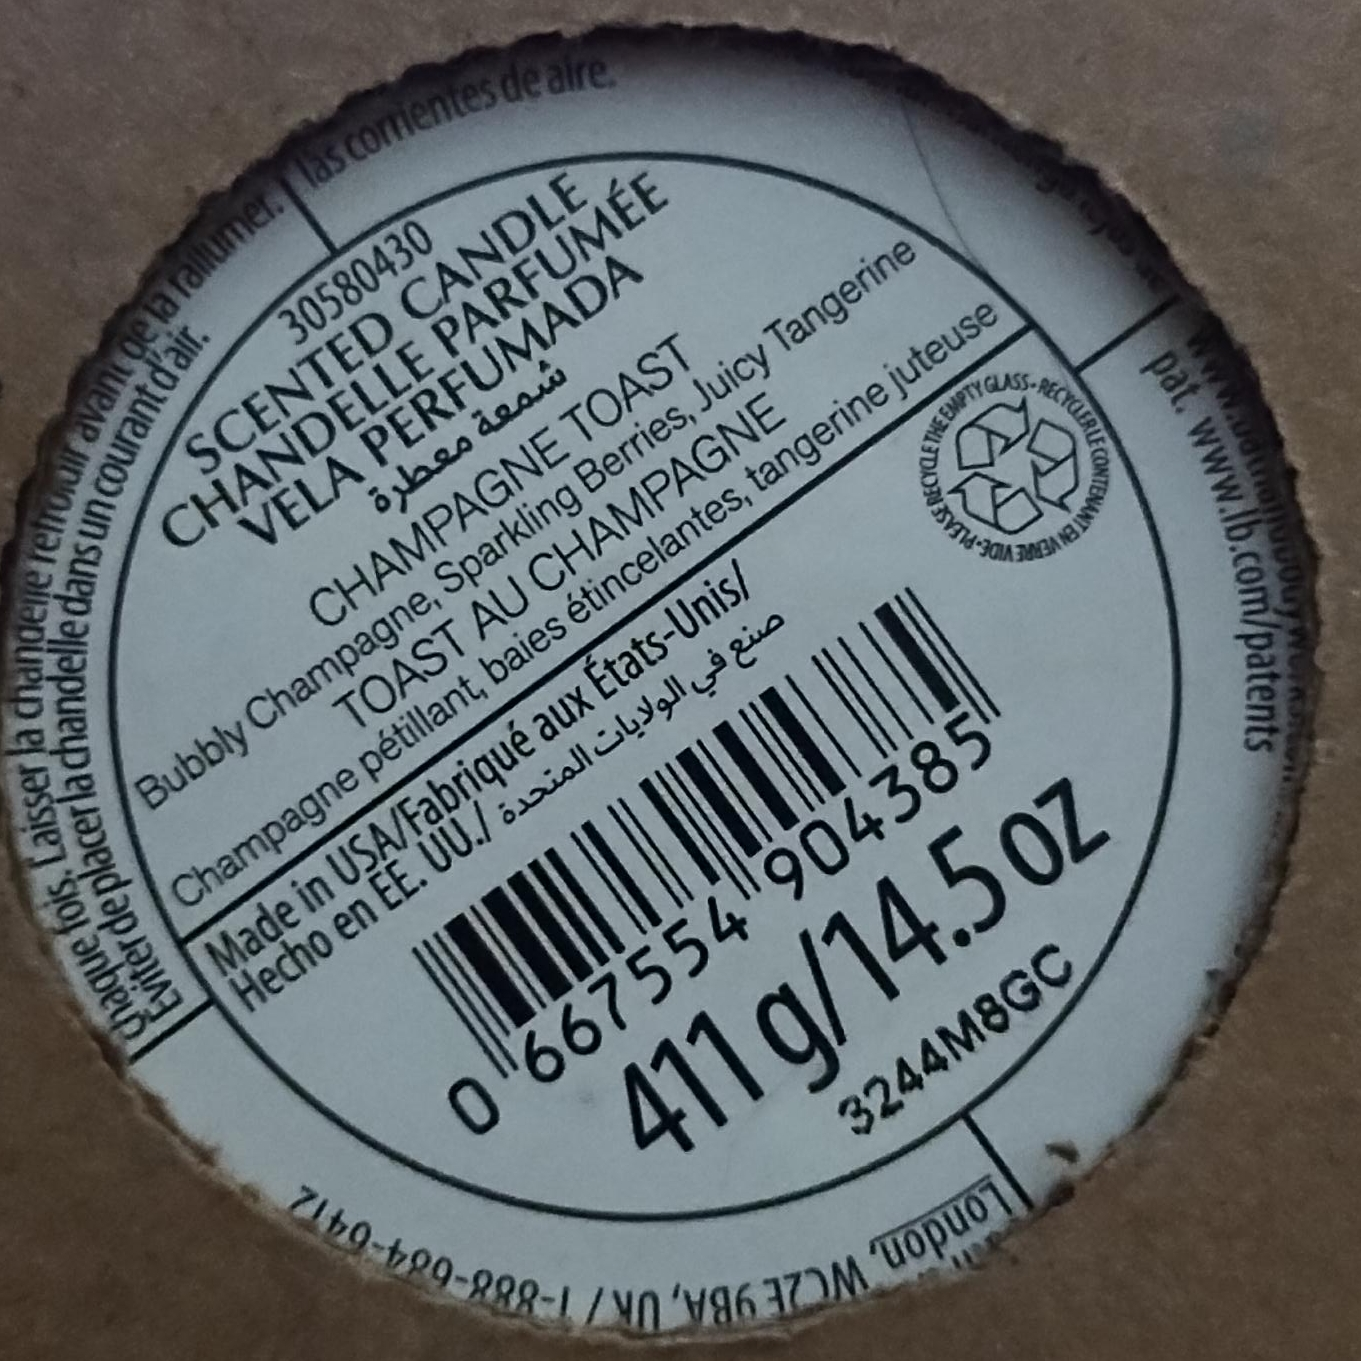 las corrientes de aire.
chaque fois. Laisser la chandelle refroidir avant de la rallumer.
Éviter de placer la chandelle dans un courant d'air.
30580430
SCENTED CANDLE
CHANDELLE PARFUMÉE
VELA PERFUMADA
شمعة معطرة
CHAMPAGNE TOAST
Bubbly Champagne, Sparkling Berries, Juicy Tangerine
TOAST AU CHAMPAGNE
Champagne pétillant, baies étincelantes, tangerine juteuse
PLEASE RECYCLE THE EMPTY GLASS • RECYCLER LE CONTENANT EN VERRE VIDE •
Made in USA/Fabriqué aux États-Unis/
Hecho en EE. UU./ صنع في الولايات المتحدة
0 667554 904385
411 g/14.5 oz
3244M8GC
pat. www.lb.com/patents
London, WC2E 9BA, UK / 1-888-684-6412